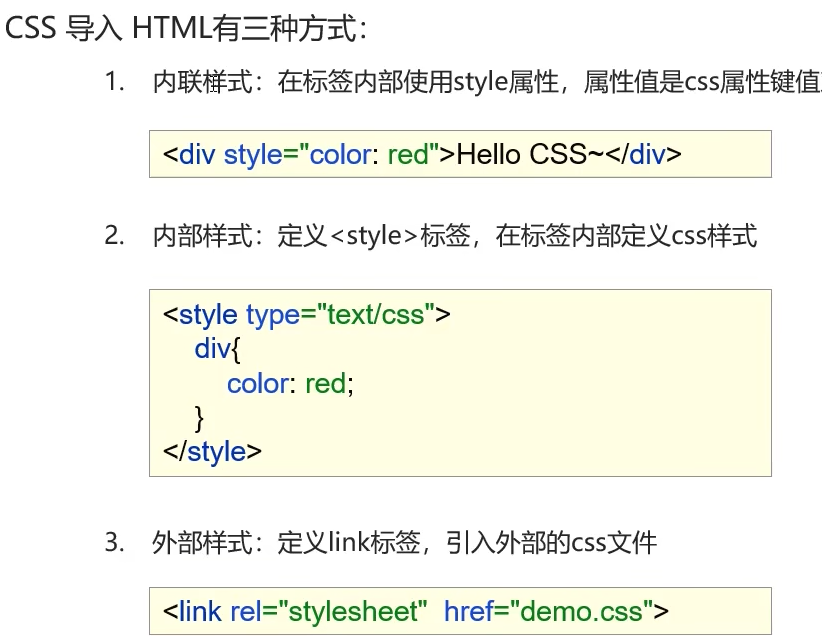 CSS 导入 HTML有三种方式：
1. 内联样式：在标签内部使用style属性，属性值是css属性键值
<div style="color: red">Hello CSS~</div>
2. 内部样式：定义<style>标签，在标签内部定义css样式
<style type="text/css">
div{
color: red;
}
</style>
3. 外部样式：定义link标签，引入外部的css文件
<link rel="stylesheet" href="demo.css">